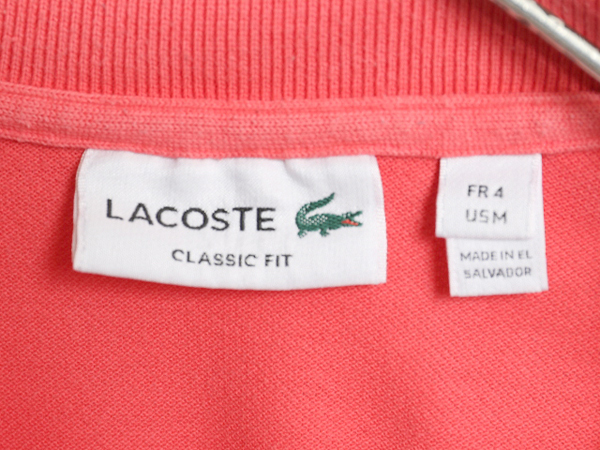 LACOSTE
CLASSIC FIT
FR 4
US M
MADE IN EL
SALVADOR